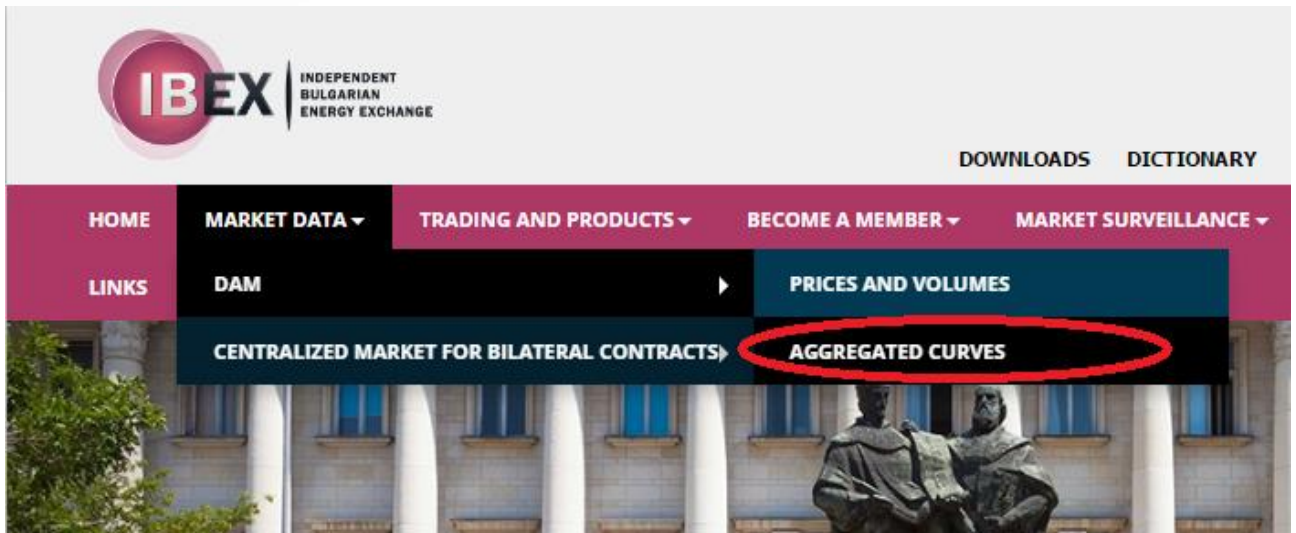 IBEX
INDEPENDENT
BULGARIAN
ENERGY EXCHANGE
DOWNLOADS DICTIONARY
HOME MARKET DATA TRADING AND PRODUCTS BECOME A MEMBER MARKET SURVEILLANCE
LINKS DAM PRICES AND VOLUMES
CENTRALIZED MARKET FOR BILATERAL CONTRACTS AGGREGATED CURVES